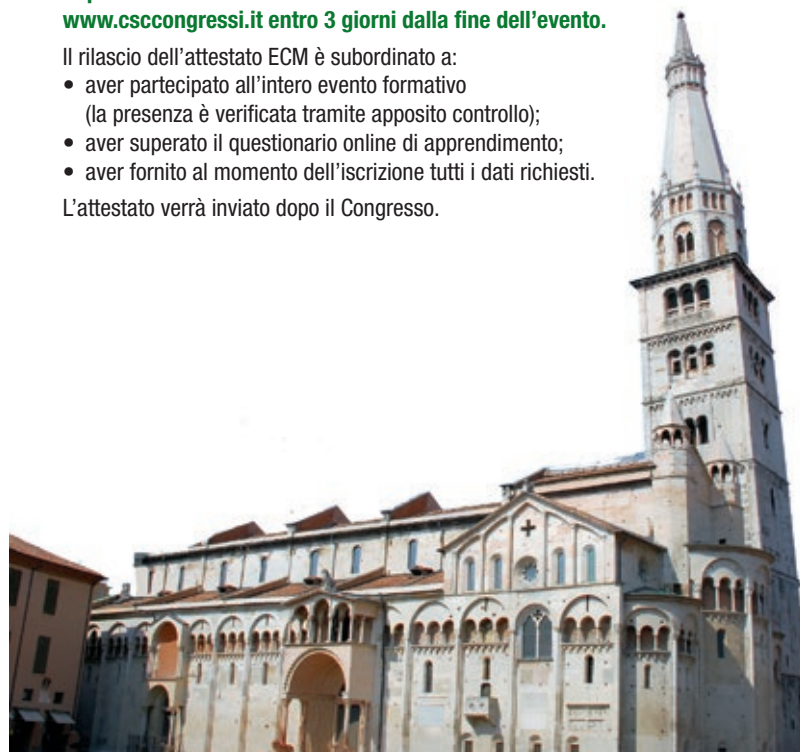 www.csccongressi.it entro 3 giorni dalla fine dell’evento.
Il rilascio dell’attestato ECM è subordinato a:
• aver partecipato all’intero evento formativo
(la presenza è verificata tramite apposito controllo);
• aver superato il questionario online di apprendimento;
• aver fornito al momento dell’iscrizione tutti i dati richiesti.
L’attestato verrà inviato dopo il Congresso.